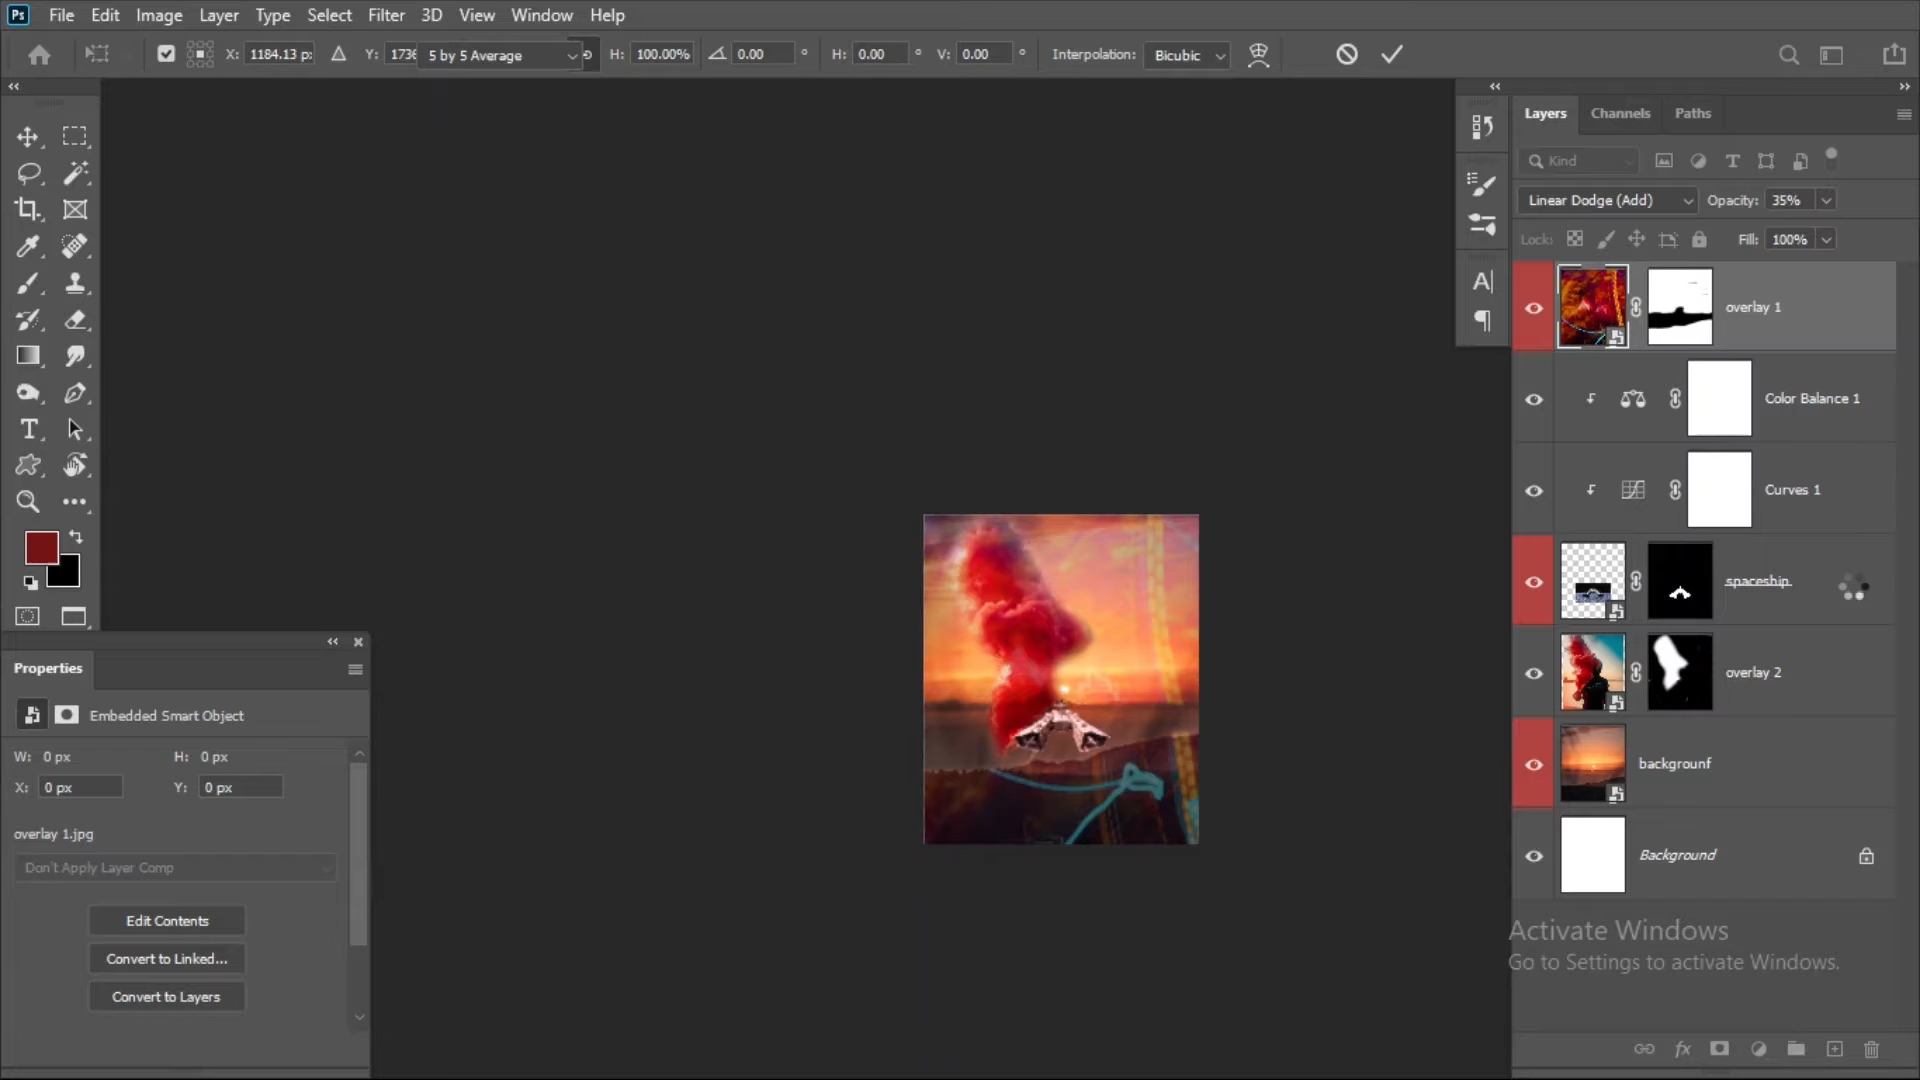 Ps File Edit Image Layer Type Select Filter 3D View Window Help
X: 1184.13 p: Y: 173 5 by 5 Average H: 100.00% 0.00 ° H: 0.00 ° V: 0.00 ° Interpolation: Bicubic
Layers Channels Paths
Kind
Linear Dodge (Add) Opacity: 35%
Lock: Fill: 100%
overlay 1
Color Balance 1
Curves 1
spaceship
overlay 2
backgrounf
Background
Properties
Embedded Smart Object
W: 0 px H: 0 px
X: 0 px Y: 0 px
overlay 1.jpg
Don't Apply Layer Comp
Edit Contents
Convert to Linked...
Convert to Layers
Activate Windows
Go to Settings to activate Windows.